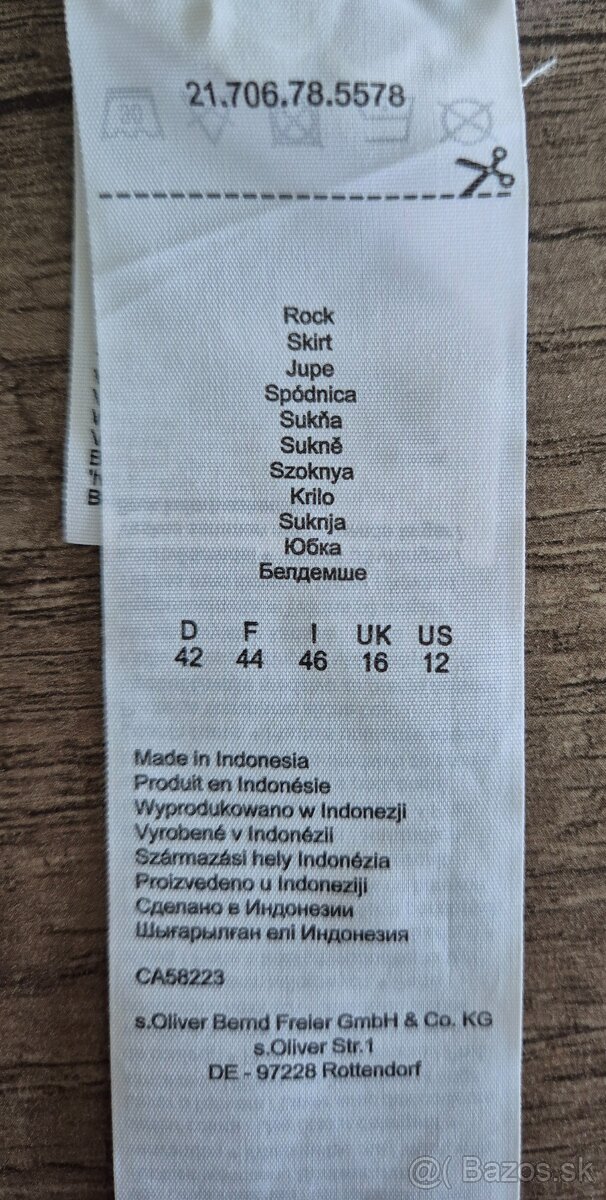 21.706.78.5578
30
Rock
Skirt
Jupe
Spódnica
Sukňa
Sukně
Szoknya
Krilo
Suknja
Юбка
Белдемше
D F I UK US
42 44 46 16 12
Made in Indonesia
Produit en Indonésie
Wyprodukowano w Indonezji
Vyrobené v Indonézii
Származási hely Indonézia
Proizvedeno u Indoneziji
Сделано в Индонезии
Шығарылған елі Индонезия
CA58223
s.Oliver Bernd Freier GmbH & Co. KG
s.Oliver Str.1
DE - 97228 Rottendorf
@( Bazos.sk